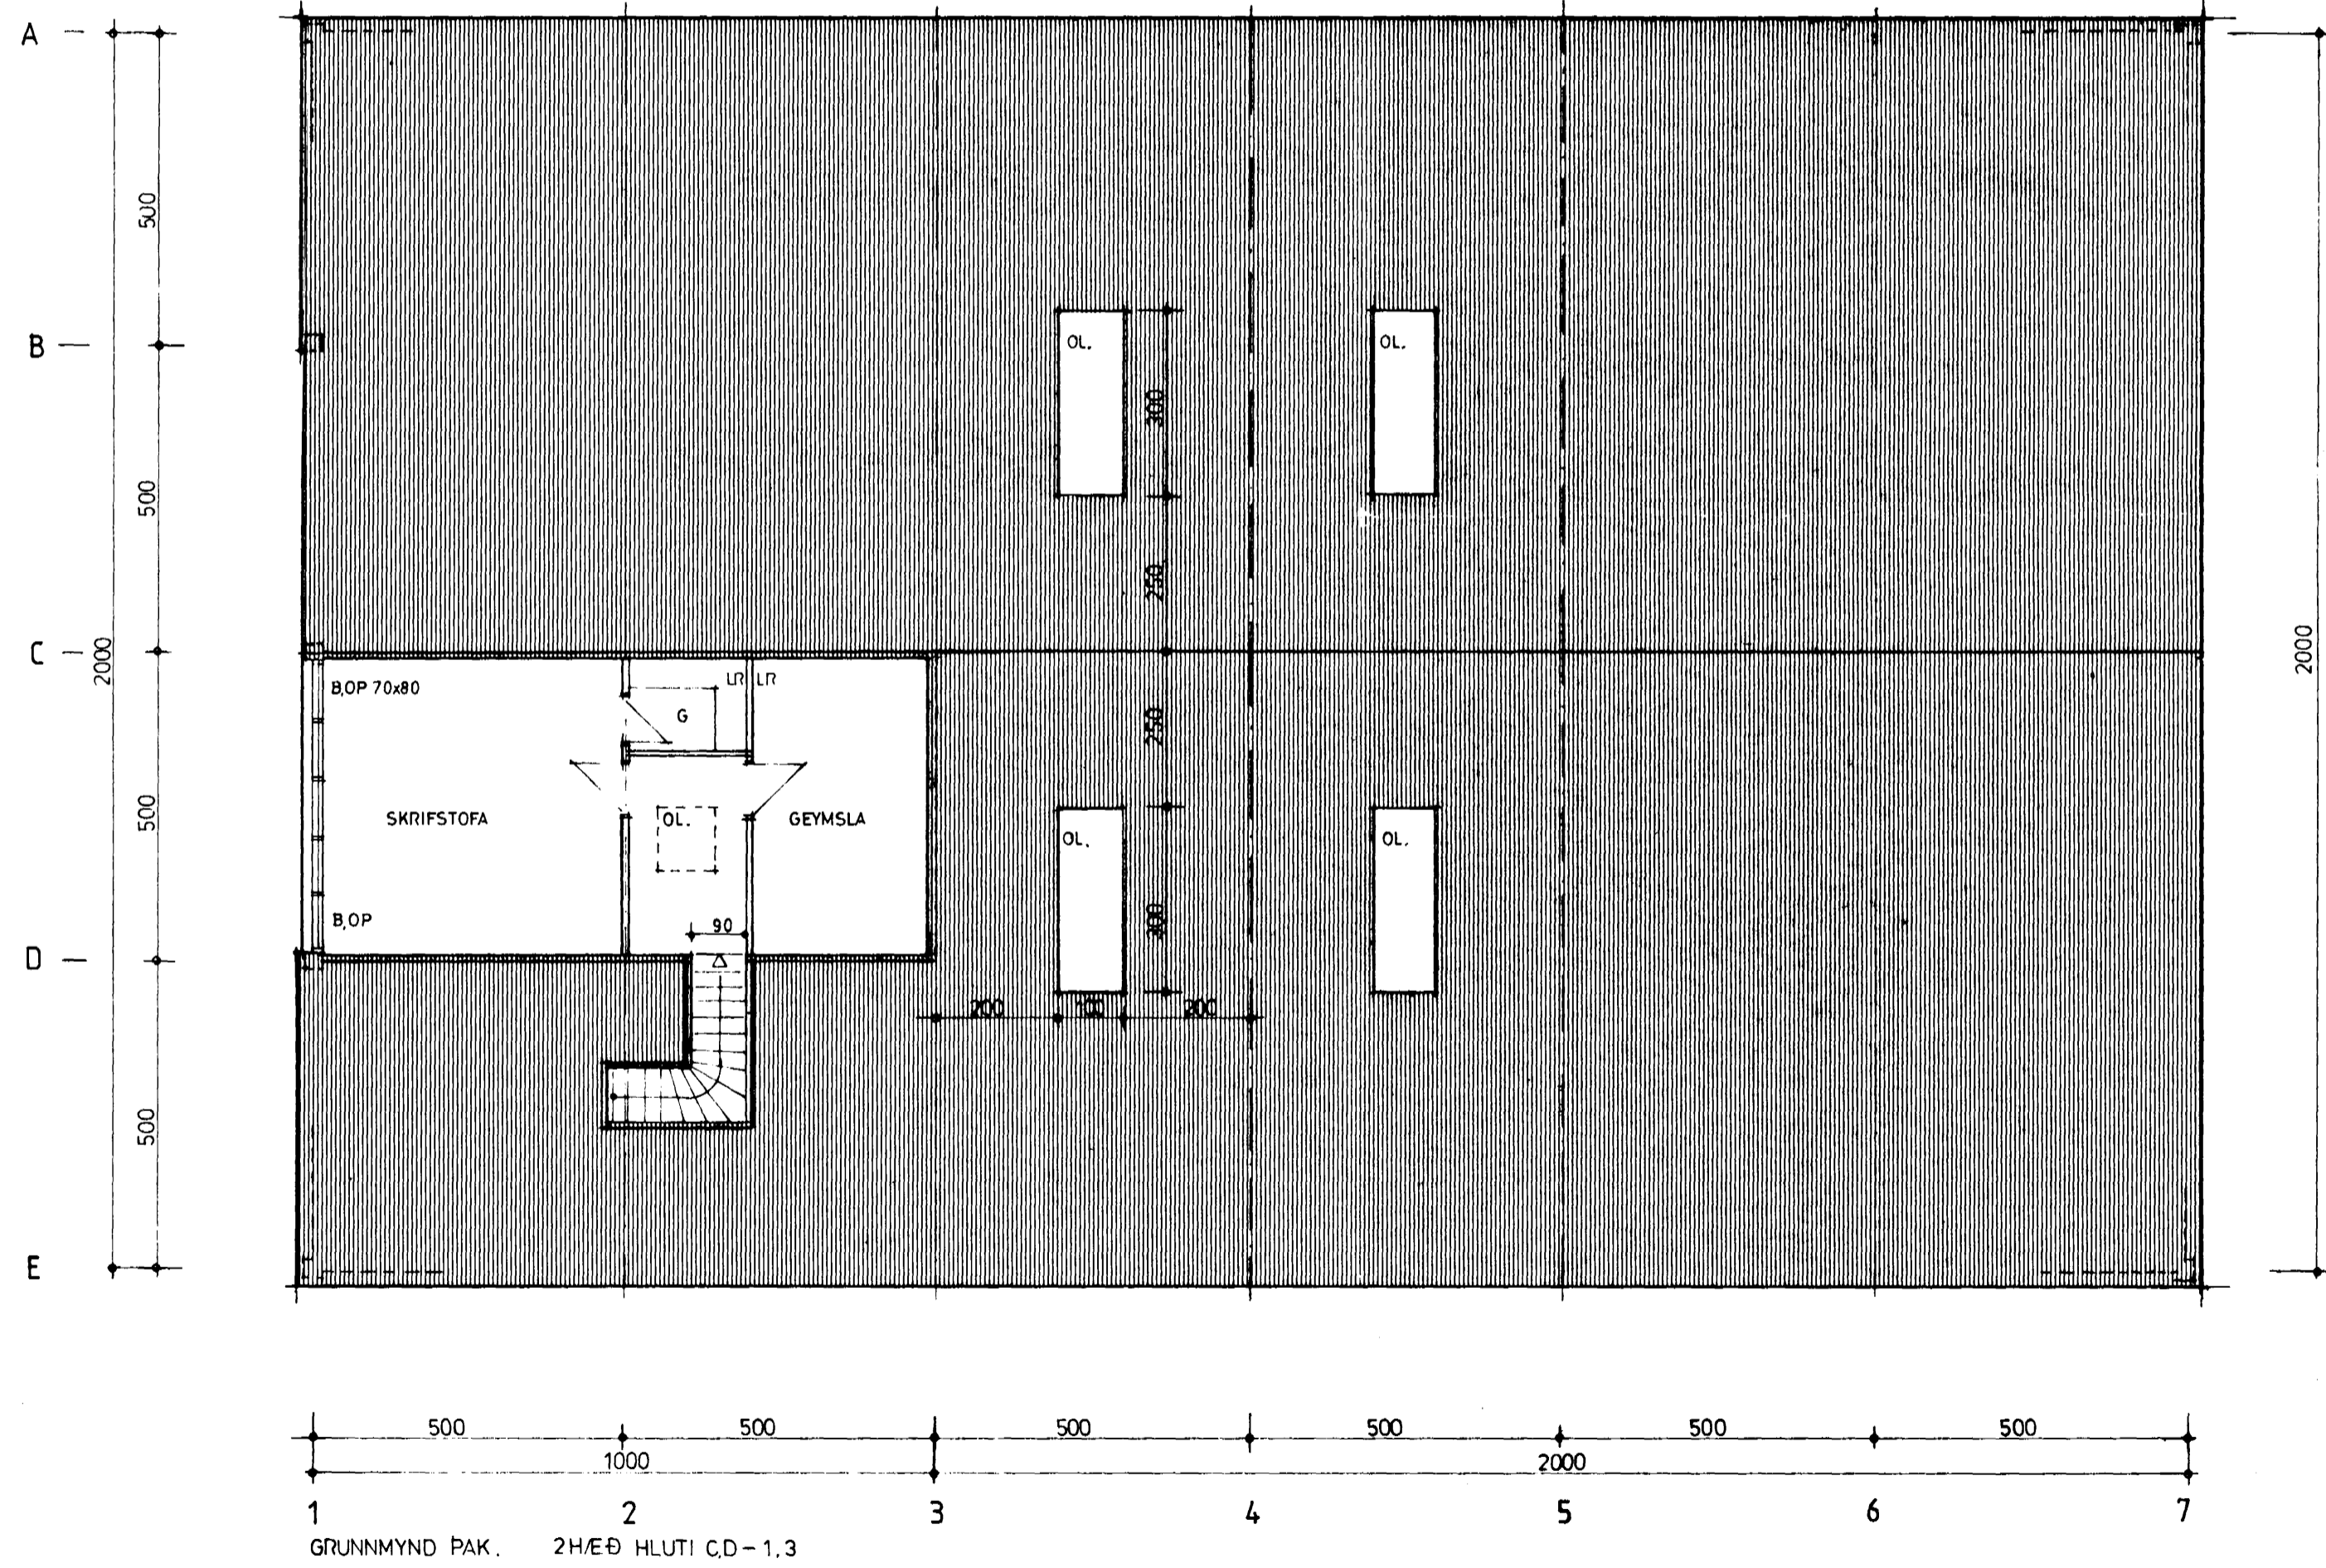 A
500
B
OL.
OL.
300
500
250
C
2000
2000
B,OP 70x80
LR LR
G
250
500
SKRIFSTOFA
OL.
GEYMSLA
OL.
OL.
B,OP
90
300
D
200 100 200
500
E
500 500 500 500 500 500
1000 2000
1 2 3 4 5 6 7
GRUNNMYND ÞAK. 2HÆÐ HLUTI C,D-1,3